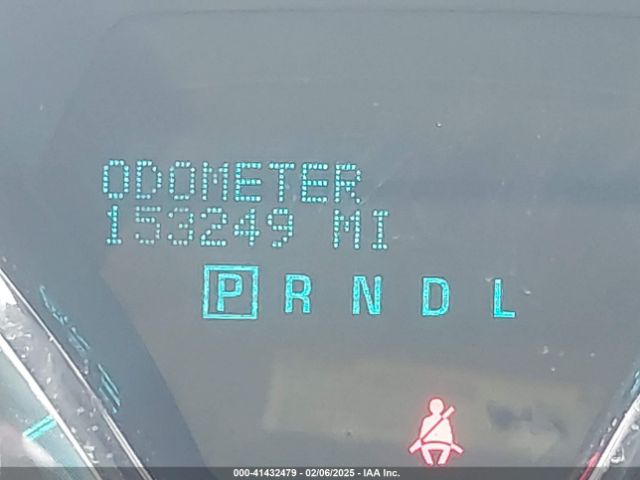 ODOMETER
153249 MI
P R N D L
000-41432479 - 02/06/2025 - IAA Inc.